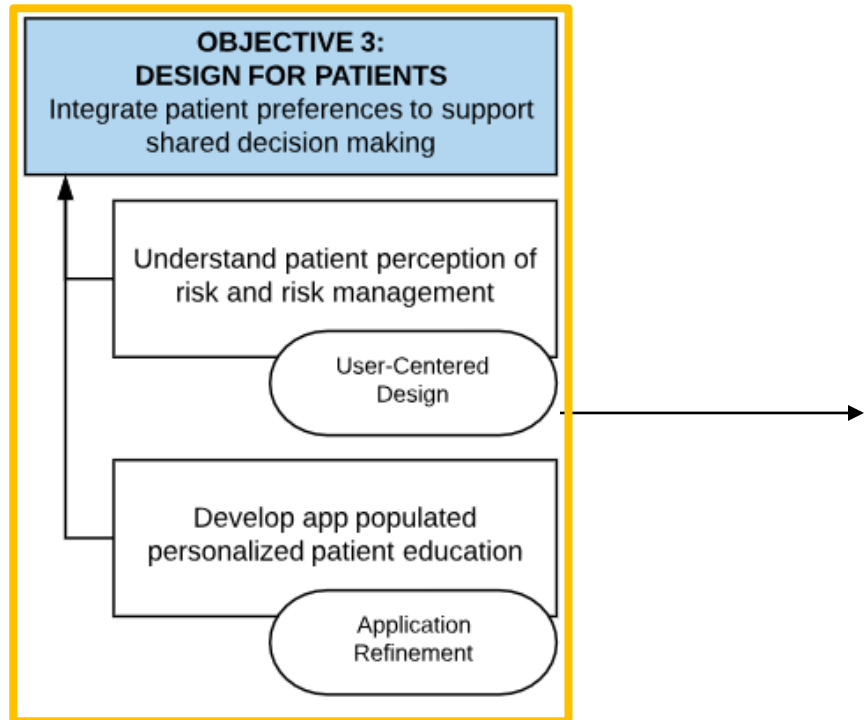 OBJECTIVE 3:
DESIGN FOR PATIENTS
Integrate patient preferences to support
shared decision making
Understand patient perception of
risk and risk management
User-Centered
Design
Develop app populated
personalized patient education
Application
Refinement